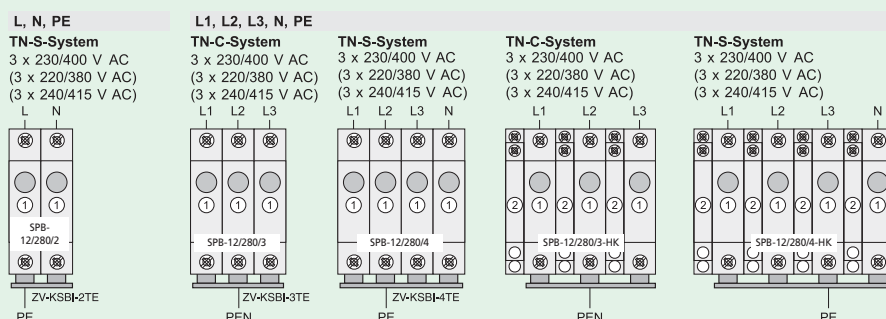 L, N, PE
L1, L2, L3, N, PE
TN-S-System
3 x 230/400 V AC
(3 x 220/380 V AC)
(3 x 240/415 V AC)
L N
1 1
SPB-
12/280/2
ZV-KSBI-2TE
PE
TN-C-System
3 x 230/400 V AC
(3 x 220/380 V AC)
(3 x 240/415 V AC)
L1 L2 L3
1 1 1
SPB-12/280/3
ZV-KSBI-3TE
PEN
TN-S-System
3 x 230/400 V AC
(3 x 220/380 V AC)
(3 x 240/415 V AC)
L1 L2 L3 N
1 1 1 1
SPB-12/280/4
ZV-KSBI-4TE
PE
TN-C-System
3 x 230/400 V AC
(3 x 220/380 V AC)
(3 x 240/415 V AC)
L1 L2 L3
2 1 2 1 2 1
SPB-12/280/3-HK
PEN
TN-S-System
3 x 230/400 V AC
(3 x 220/380 V AC)
(3 x 240/415 V AC)
L1 L2 L3 N
2 1 2 1 2 1 2 1
SPB-12/280/4-HK
PE